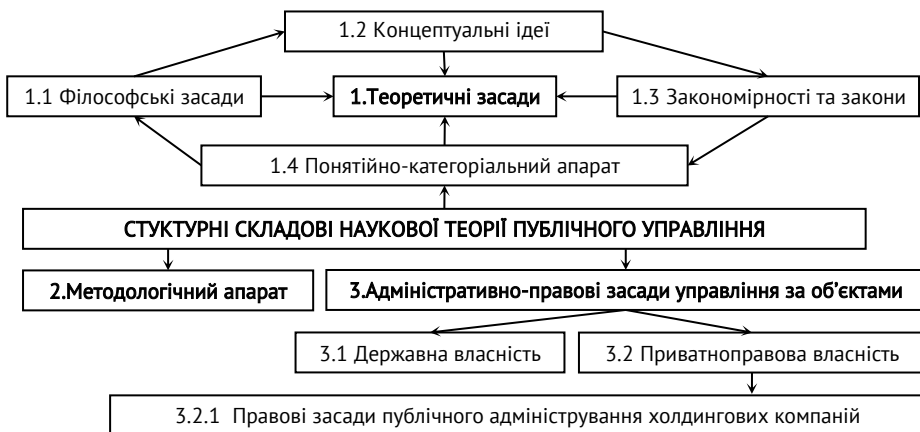 1.2 Концептуальні ідеї
1.1 Філософські засади
1.Теоретичні засади
1.3 Закономірності та закони
1.4 Понятійно-категоріальний апарат
СТУКТУРНІ СКЛАДОВІ НАУКОВОЇ ТЕОРІЇ ПУБЛІЧНОГО УПРАВЛІННЯ
2.Методологічний апарат
3.Адміністративно-правові засади управління за об’єктами
3.1 Державна власність
3.2 Приватноправова власність
3.2.1 Правові засади публічного адміністрування холдингових компаній